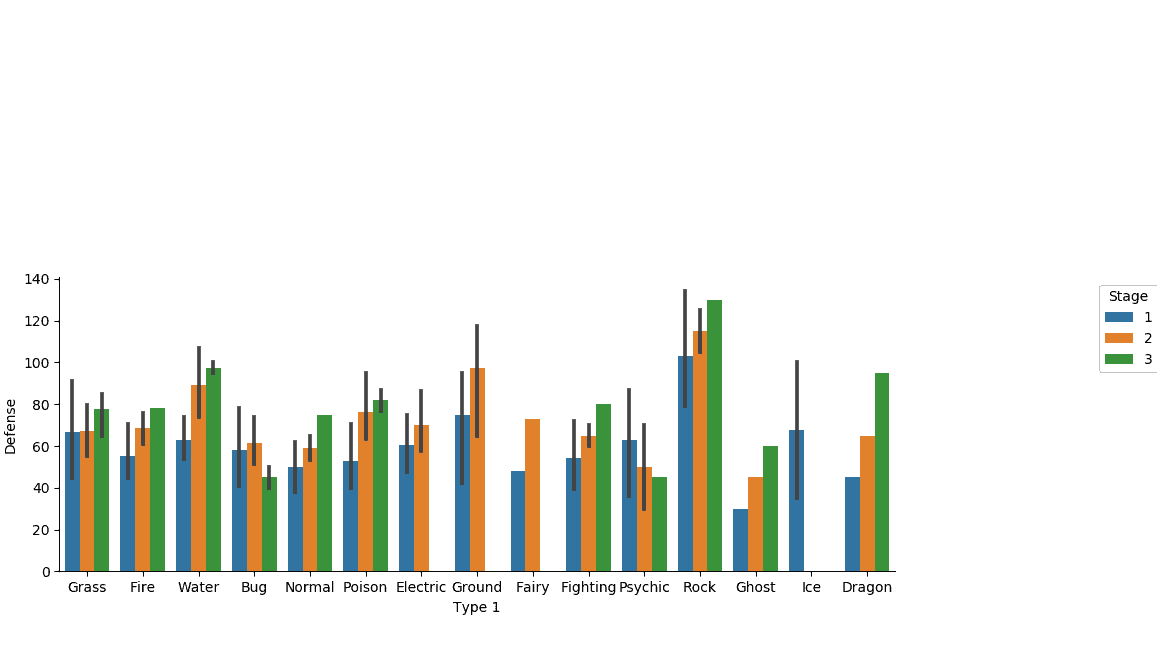 140
120
100
80
60
40
20
0
Defense
Grass Fire Water Bug Normal Poison Electric Ground Fairy Fighting Psychic Rock Ghost Ice Dragon
Type 1
Stage
1
2
3